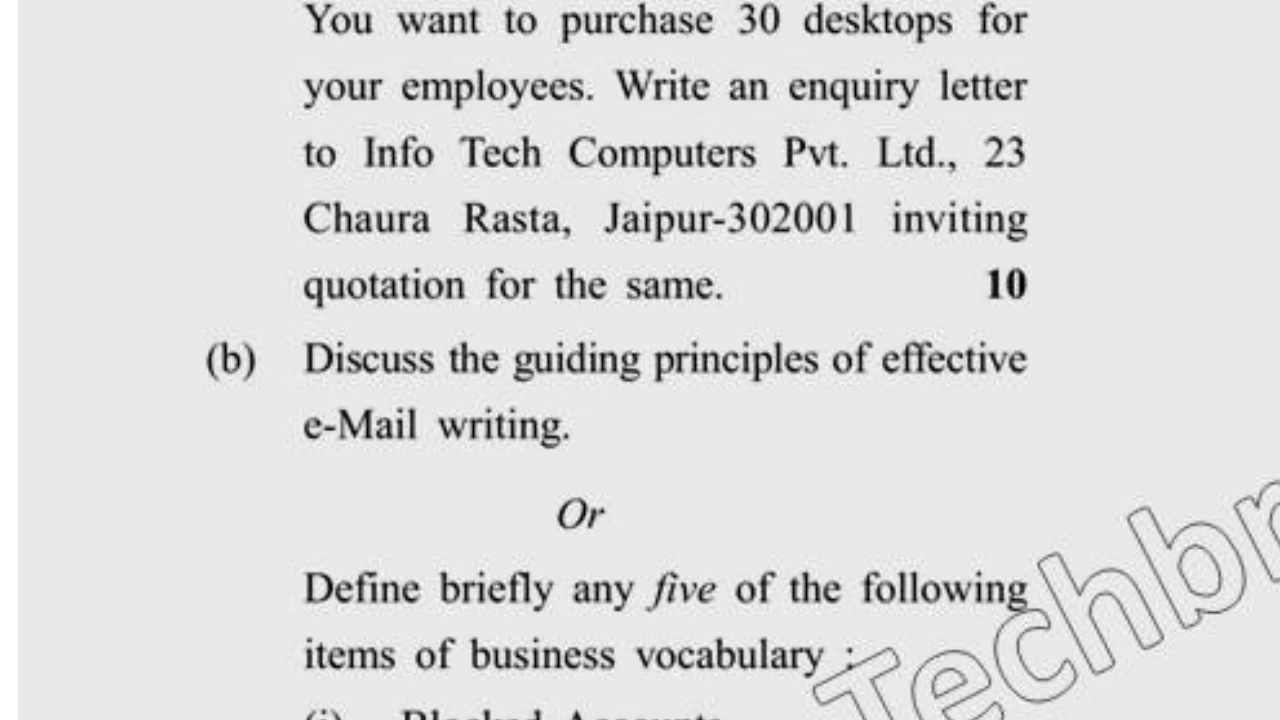 You want to purchase 30 desktops for
your employees. Write an enquiry letter
to Info Tech Computers Pvt. Ltd., 23
Chaura Rasta, Jaipur-302001 inviting
quotation for the same. 10
(b) Discuss the guiding principles of effective
e-Mail writing.
Or
Define briefly any five of the following
items of business vocabulary :
(i) Blocked Accounts